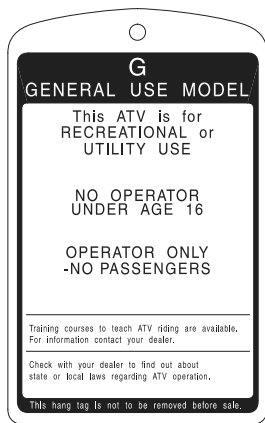 G
GENERAL USE MODEL
This ATV is for
RECREATIONAL or
UTILITY USE
NO OPERATOR
UNDER AGE 16
OPERATOR ONLY
-NO PASSENGERS
Training courses to teach ATV riding are available.
For information contact your dealer.
Check with your dealer to find out about
state or local laws regarding ATV operation.
This hang tag is not to be removed before sale.